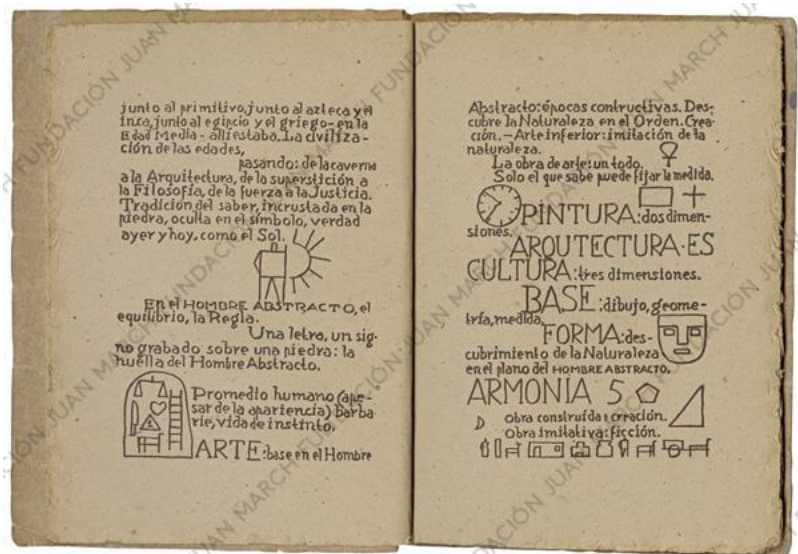 junto al primitivo, junto al azteca y el
inca, junto al egipcio y el griego - en la
Edad Media - alli estaba. La civiliza-
ción de las edades,
pasando: de la caverna
a la Arquitectura, de la superstición a
la Filosofía, de la fuerza a la Justicia.
Tradición del saber, incrustada en la
piedra, oculta en el símbolo, verdad
ayer y hoy, como el Sol.
En el HOMBRE ABSTRACTO, el
equilibrio, la Regla.
Una letra, un sig-
no grabado sobre una piedra: la
huella del Hombre Abstracto.
Promedio humano (ape-
sar de la apariencia) barba
rie, vida de instinto.
ARTE: base en el Hombre
Abstracto: épocas contructivas. Des-
cubre la Naturaleza en el Orden. Crea-
ción. - Arte inferior: imitación de la
naturaleza.
La obra de arte: un todo.
Solo el que sabe puede fijar la medida.
PINTURA: dos dimen-
siones.
ARQUTECTURA·ES
CULTURA: tres dimensiones.
BASE: dibujo, geome-
tría, medida.
FORMA: des-
cubrimiento de la Naturaleza
en el plano del HOMBRE ABSTRACTO.
ARMONIA 5
D obra construída: creación.
obra imitativa: ficción.
FUNDACIÓN JUAN MARCH